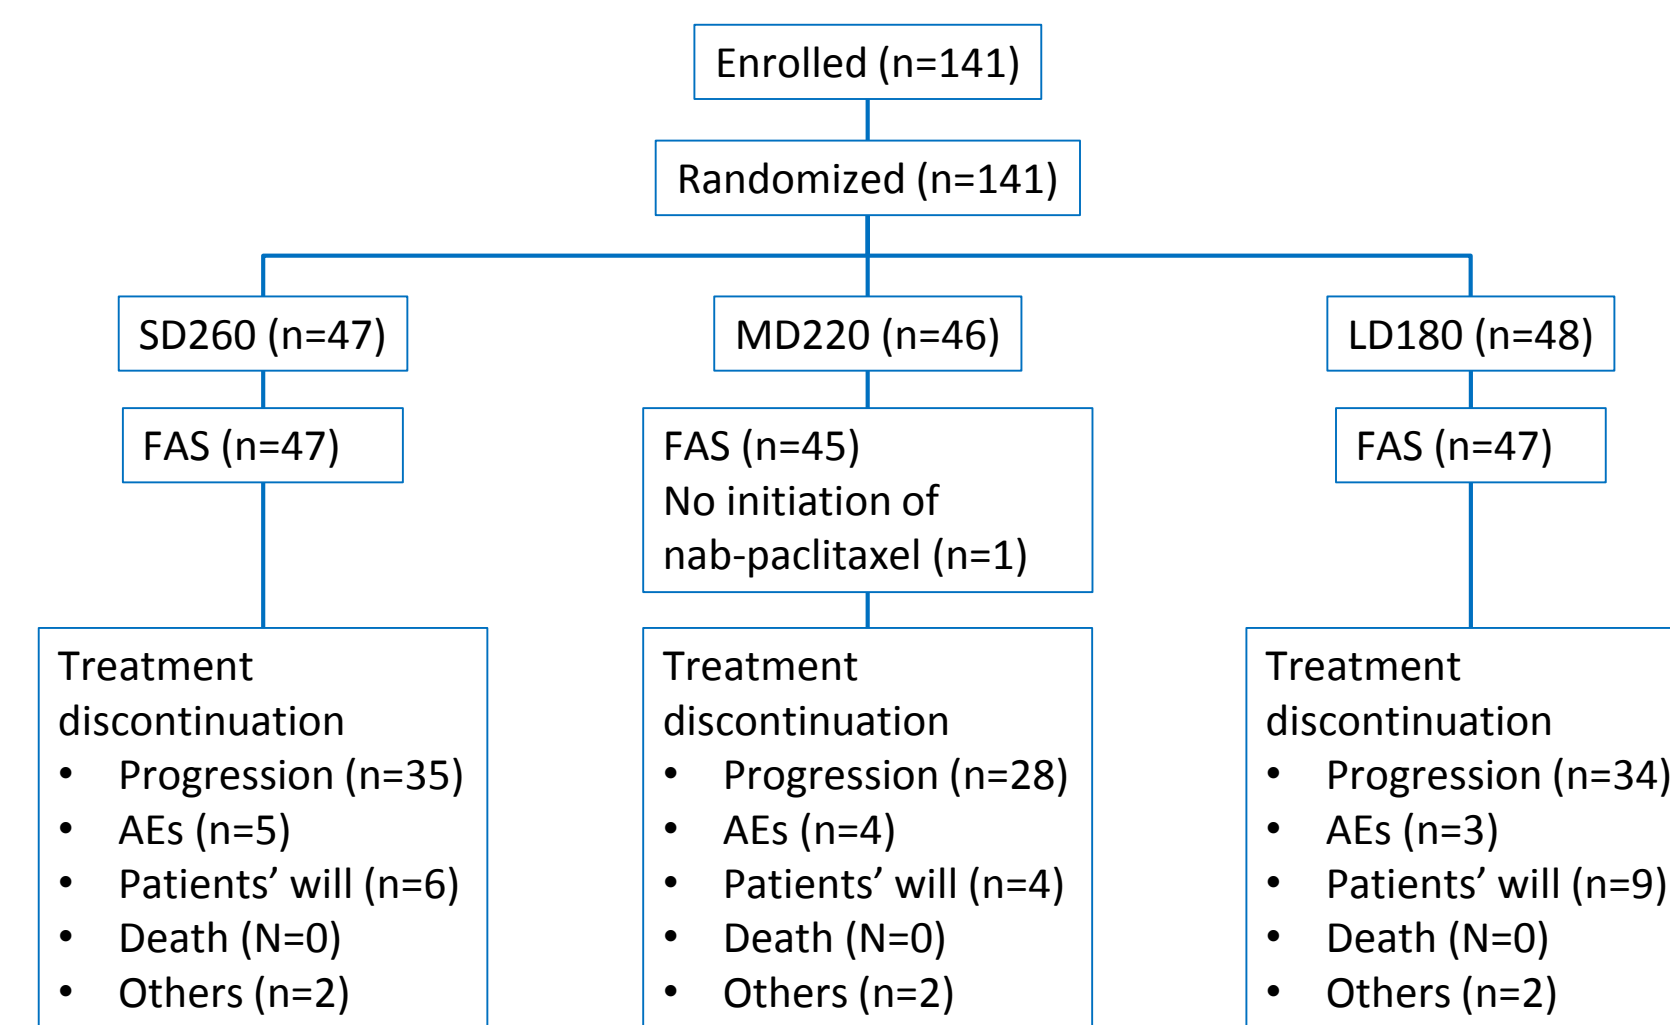 Enrolled (n=141)
Randomized (n=141)
SD260 (n=47)
MD220 (n=46)
LD180 (n=48)
FAS (n=47)
FAS (n=45)
No initiation of
nab-paclitaxel (n=1)
FAS (n=47)
Treatment
discontinuation
• Progression (n=35)
• AEs (n=5)
• Patients’ will (n=6)
• Death (N=0)
• Others (n=2)
Treatment
discontinuation
• Progression (n=28)
• AEs (n=4)
• Patients’ will (n=4)
• Death (N=0)
• Others (n=2)
Treatment
discontinuation
• Progression (n=34)
• AEs (n=3)
• Patients’ will (n=9)
• Death (N=0)
• Others (n=2)